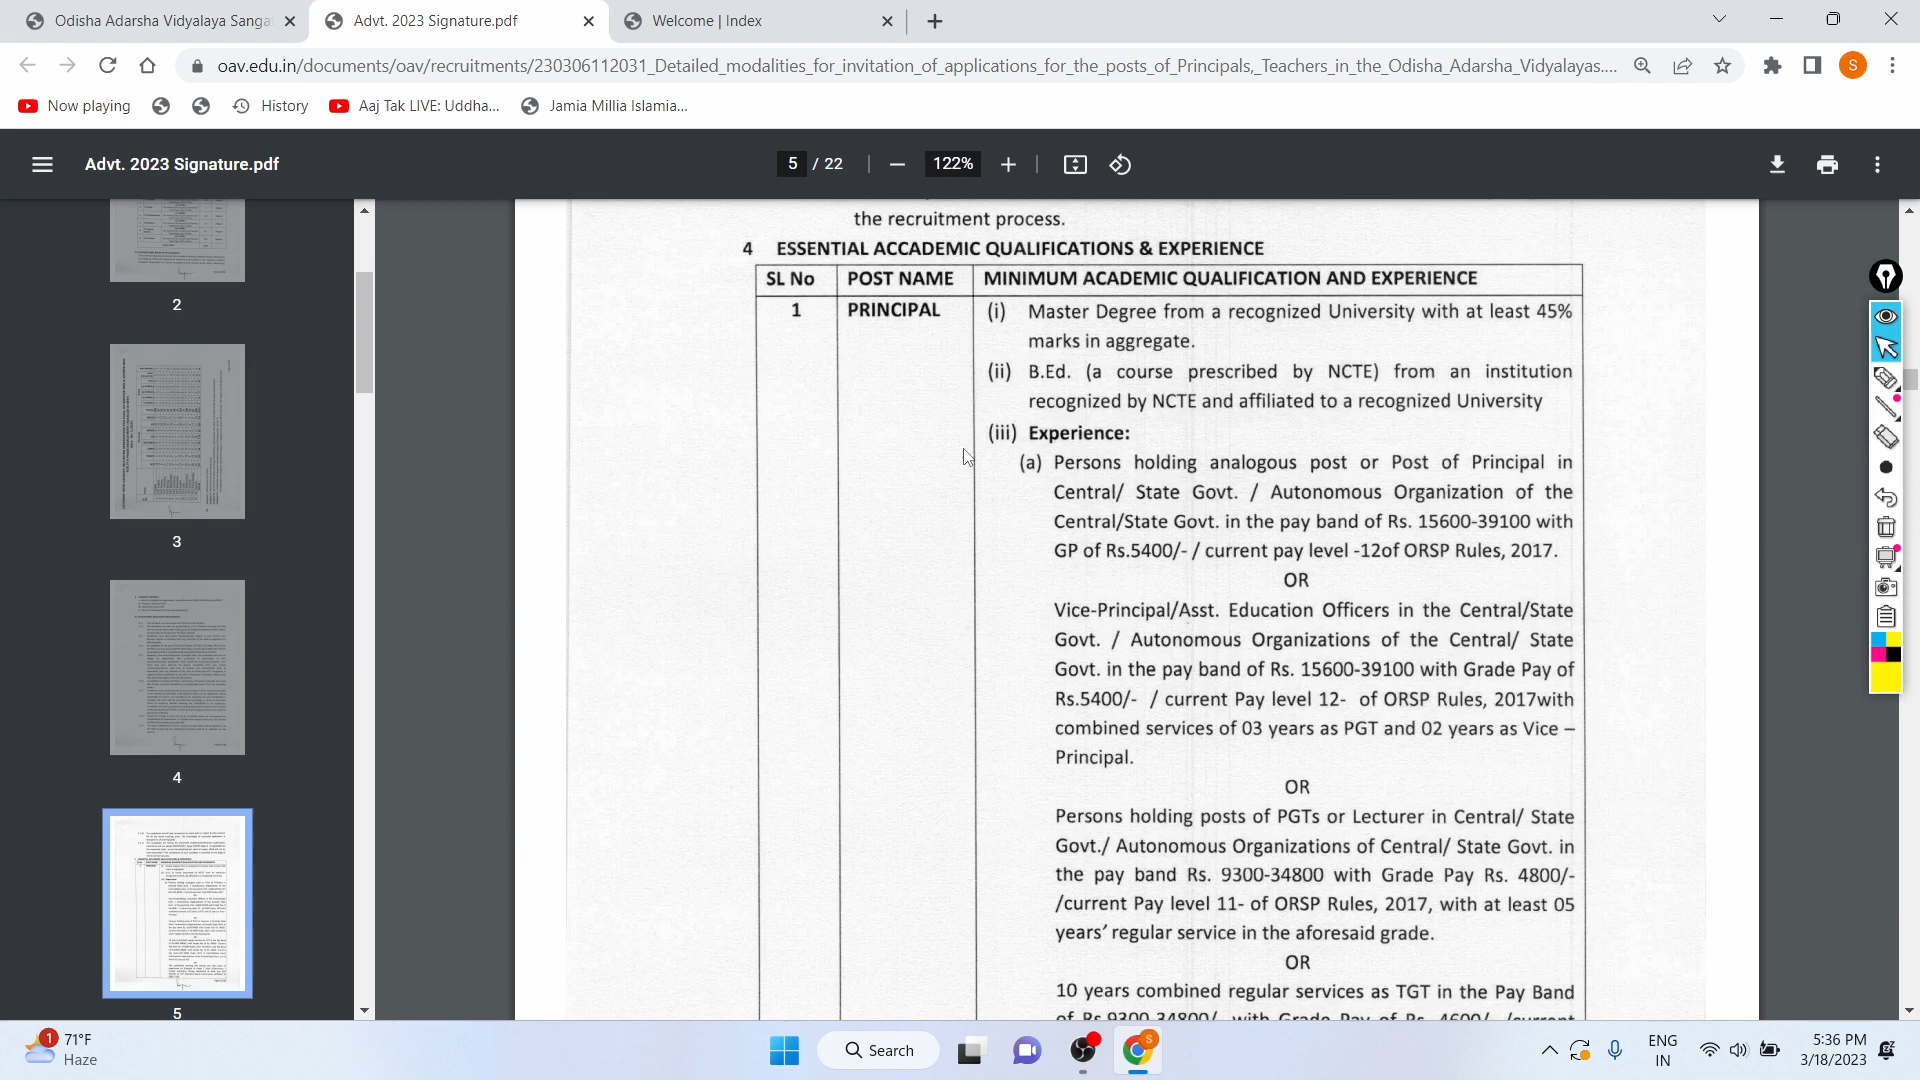 Odisha Adarsha Vidyalaya Sanga
Advt. 2023 Signature.pdf
Welcome | Index
oav.edu.in/documents/oav/recruitments/230306112031_Detailed_modalities_for_invitation_of_applications_for_the_posts_of_Principals,_Teachers_in_the_Odisha_Adarsha_Vidyalayas....
S
Now playing
History
Aaj Tak LIVE: Uddha...
Jamia Millia Islamia...
Advt. 2023 Signature.pdf
5 / 22
122%
2
3
4
5
the recruitment process.
4 ESSENTIAL ACCADEMIC QUALIFICATIONS & EXPERIENCE
SL No POST NAME MINIMUM ACADEMIC QUALIFICATION AND EXPERIENCE
1 PRINCIPAL (i) Master Degree from a recognized University with at least 45%
marks in aggregate.
(ii) B.Ed. (a course prescribed by NCTE) from an institution
recognized by NCTE and affiliated to a recognized University
(iii) Experience:
(a) Persons holding analogous post or Post of Principal in
Central/ State Govt. / Autonomous Organization of the
Central/State Govt. in the pay band of Rs. 15600-39100 with
GP of Rs.5400/- / current pay level -12of ORSP Rules, 2017.
OR
Vice-Principal/Asst. Education Officers in the Central/State
Govt. / Autonomous Organizations of the Central/ State
Govt. in the pay band of Rs. 15600-39100 with Grade Pay of
Rs.5400/- / current Pay level 12- of ORSP Rules, 2017with
combined services of 03 years as PGT and 02 years as Vice –
Principal.
OR
Persons holding posts of PGTs or Lecturer in Central/ State
Govt./ Autonomous Organizations of Central/ State Govt. in
the pay band Rs. 9300-34800 with Grade Pay Rs. 4800/-
/current Pay level 11- of ORSP Rules, 2017, with at least 05
years' regular service in the aforesaid grade.
OR
10 years combined regular services as TGT in the Pay Band
of Rs.9300-34800/- with Grade Pay of Rs. 4600/- /current
1
71°F
Haze
Search
S
ENG
IN
5:36 PM
3/18/2023